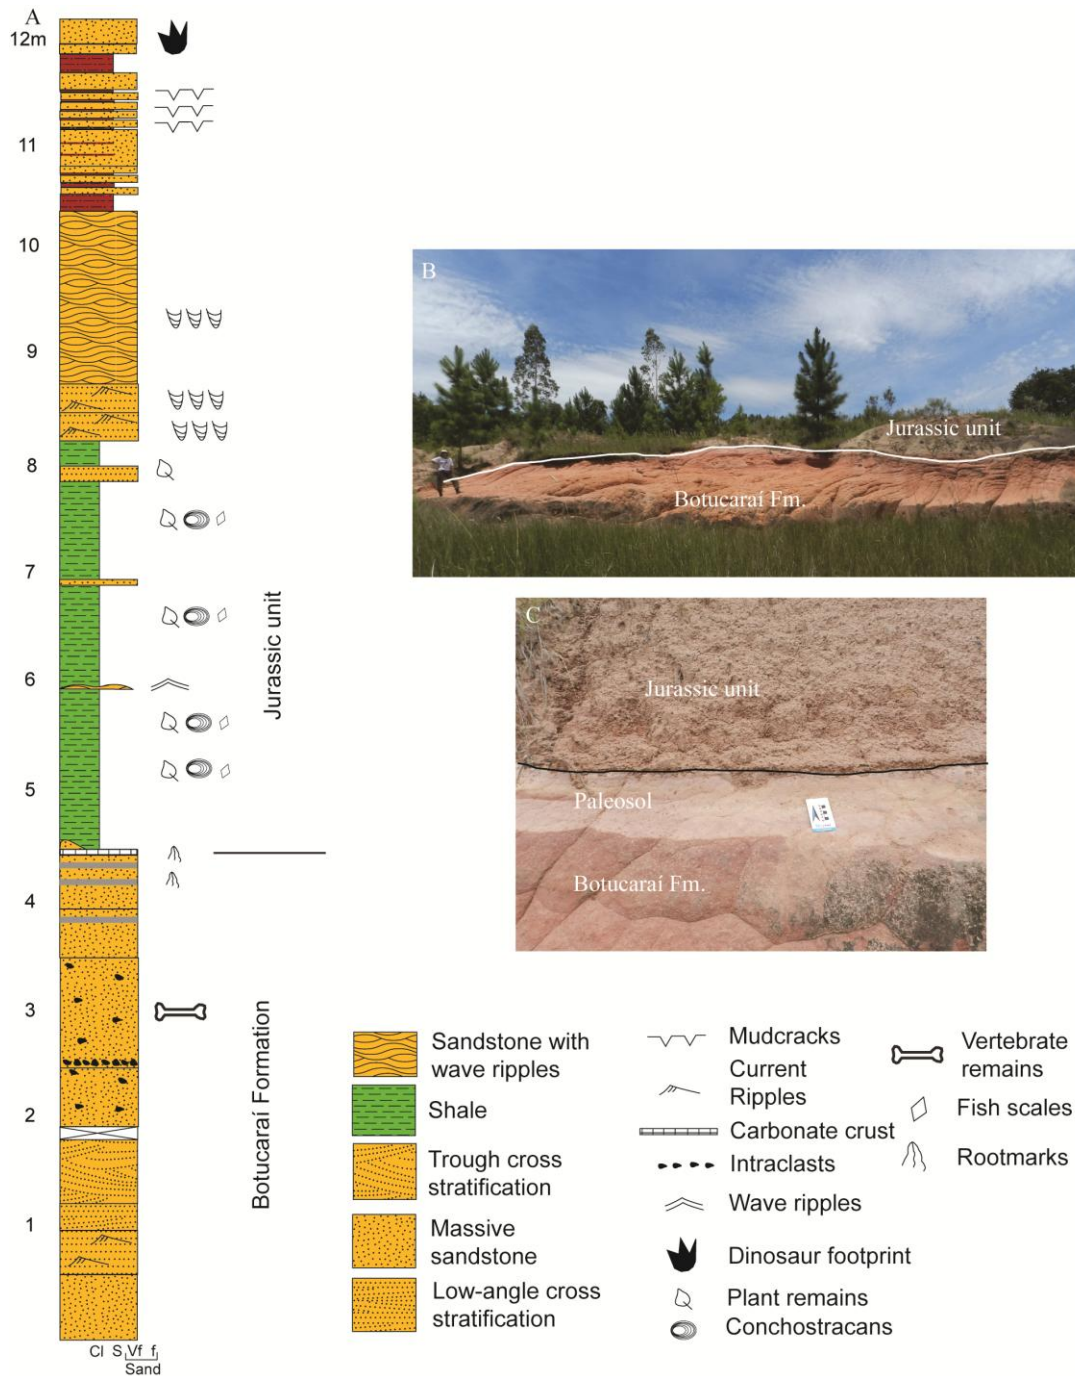 A
12m
11
10
9
8
7
6
5
4
3
2
1
Jurassic unit
Botucaraí Formation
Cl S Vf f
Sand
B
Jurassic unit
Botucaraí Fm.
C
Jurassic unit
Paleosol
Botucaraí Fm.
Sandstone with
wave ripples
Shale
Trough cross
stratification
Massive
sandstone
Low-angle cross
stratification
Mudcracks
Current
Ripples
Carbonate crust
Intraclasts
Wave ripples
Dinosaur footprint
Plant remains
Conchostracans
Vertebrate
remains
Fish scales
Rootmarks